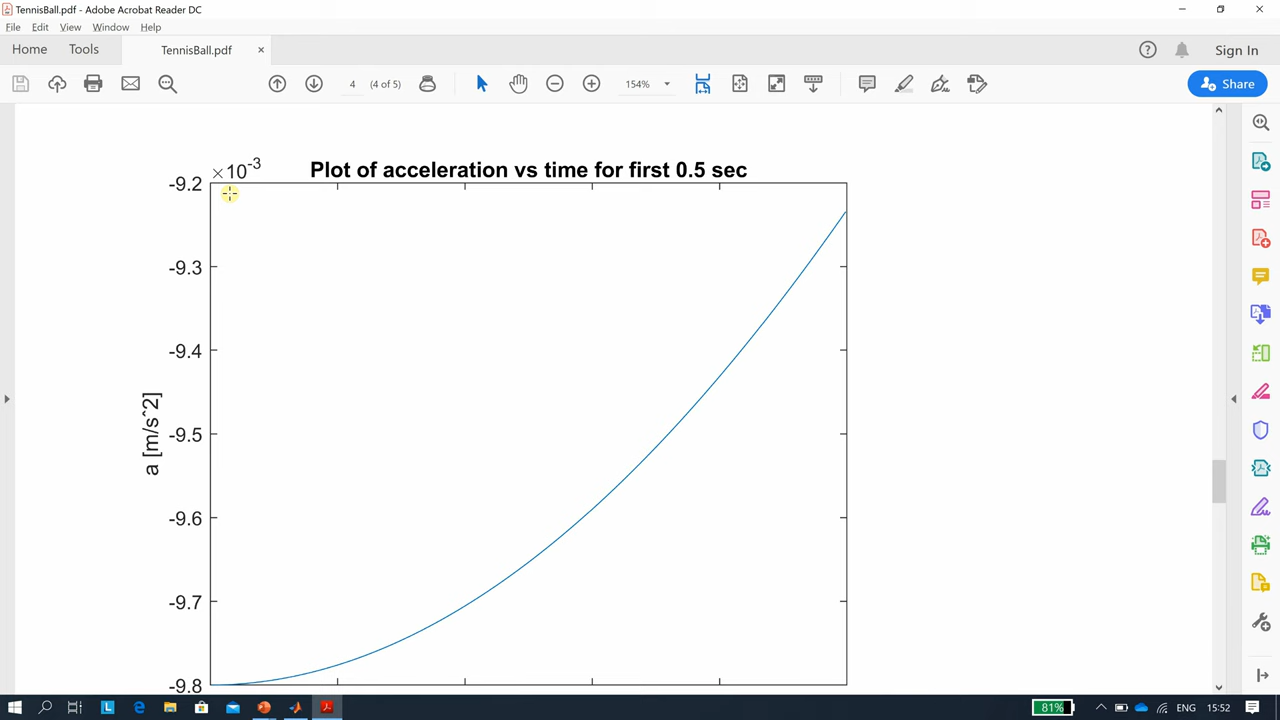 TennisBall.pdf - Adobe Acrobat Reader DC
File Edit View Window Help
Home Tools TennisBall.pdf × Sign In
4 (4 of 5) 154% Share
×10-3 Plot of acceleration vs time for first 0.5 sec
-9.2
-9.3
-9.4
-9.5
a [m/s^2]
-9.6
-9.7
-9.8
81% ENG 15:52